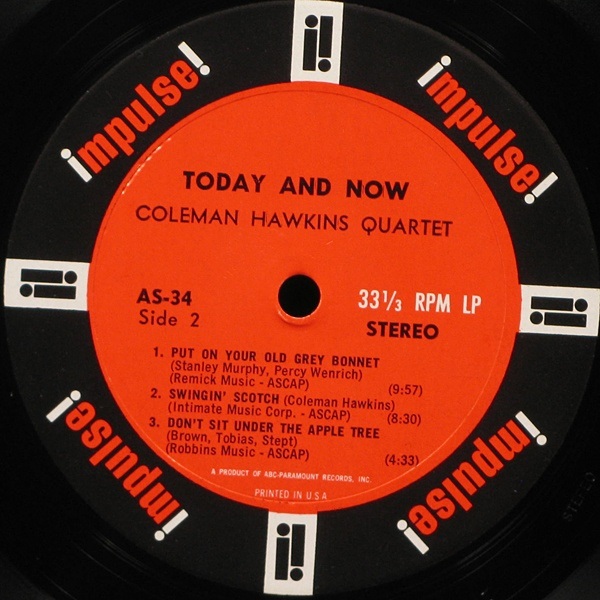 impulse!
impulse!
TODAY AND NOW
COLEMAN HAWKINS QUARTET
AS-34
33 1/3 RPM LP
Side 2
STEREO
1. PUT ON YOUR OLD GREY BONNET
(Stanley Murphy, Percy Wenrich)
(Remick Music - ASCAP) (9:57)
2. SWINGIN' SCOTCH (Coleman Hawkins)
(Intimate Music Corp. - ASCAP) (8:30)
3. DON'T SIT UNDER THE APPLE TREE
(Brown, Tobias, Stept)
(Robbins Music - ASCAP) (4:33)
A PRODUCT OF ABC-PARAMOUNT RECORDS, INC.
PRINTED IN U.S.A
impulse!
impulse!
STEREO